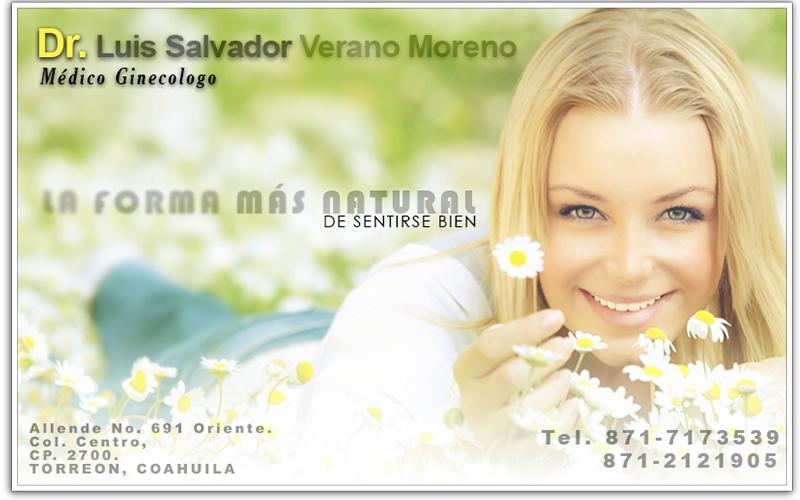 Dr. Luis Salvador Verano Moreno
Médico Ginecologo
LA FORMA MÁS NATURAL
DE SENTIRSE BIEN
Allende No. 691 Oriente.
Col. Centro,
CP. 2700.
TORREON, COAHUILA
Tel. 871-7173539
871-2121905